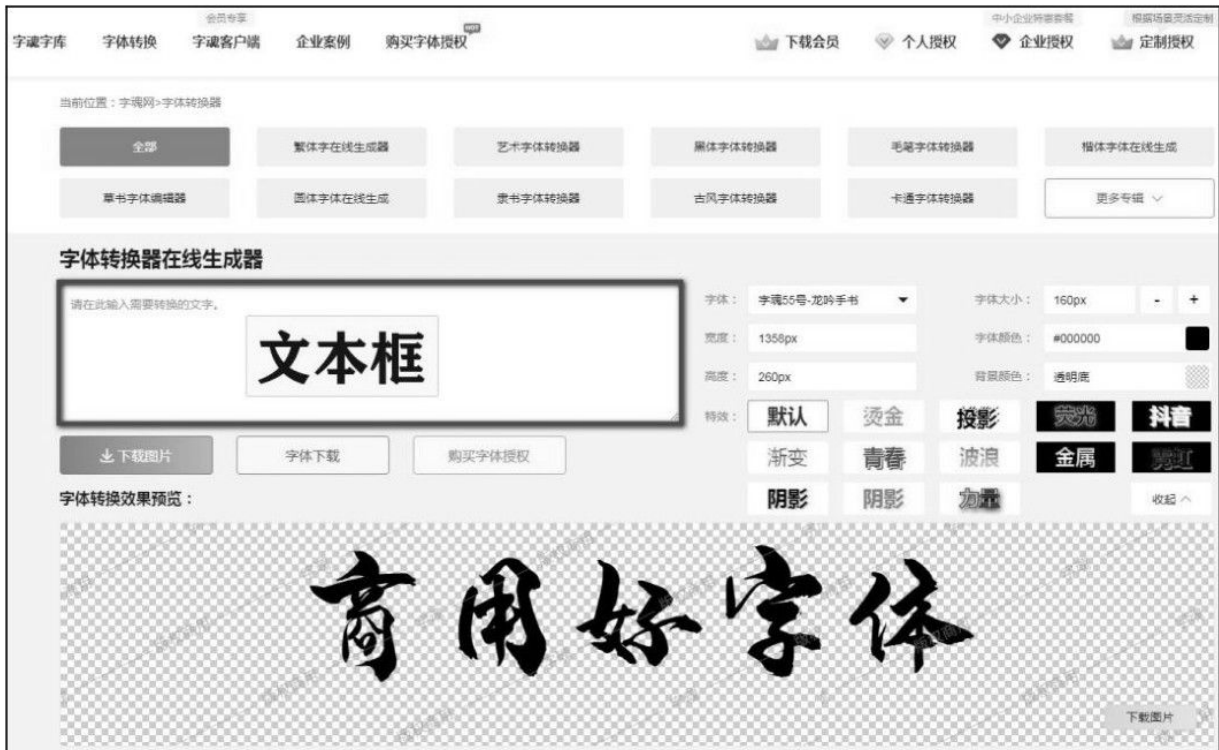 会员专享
中小企业特惠套餐
根据场景灵活定制
字魂字库 字体转换 字魂客户端 企业案例 购买字体授权 HOT 下载会员 个人授权 企业授权 定制授权
当前位置：字魂网>字体转换器
全部 繁体字在线生成器 艺术字体转换器 黑体字体转换器 毛笔字体转换器 楷体字体在线生成
草书字体编辑器 圆体字体在线生成 隶书字体转换器 古风字体转换器 卡通字体转换器 更多专辑
字体转换器在线生成器
请在此输入需要转换的文字。
文本框
字体： 字魂55号-龙吟手书 字体大小： 160px - +
宽度： 1358px 字体颜色： #000000
高度： 260px 背景颜色： 透明底
特效： 默认 烫金 投影 荧光 抖音
渐变 青春 波浪 金属 霓虹
阴影 阴影 力量 收起
下载图片 字体下载 购买字体授权
字体转换效果预览：
商用好字体
下载图片